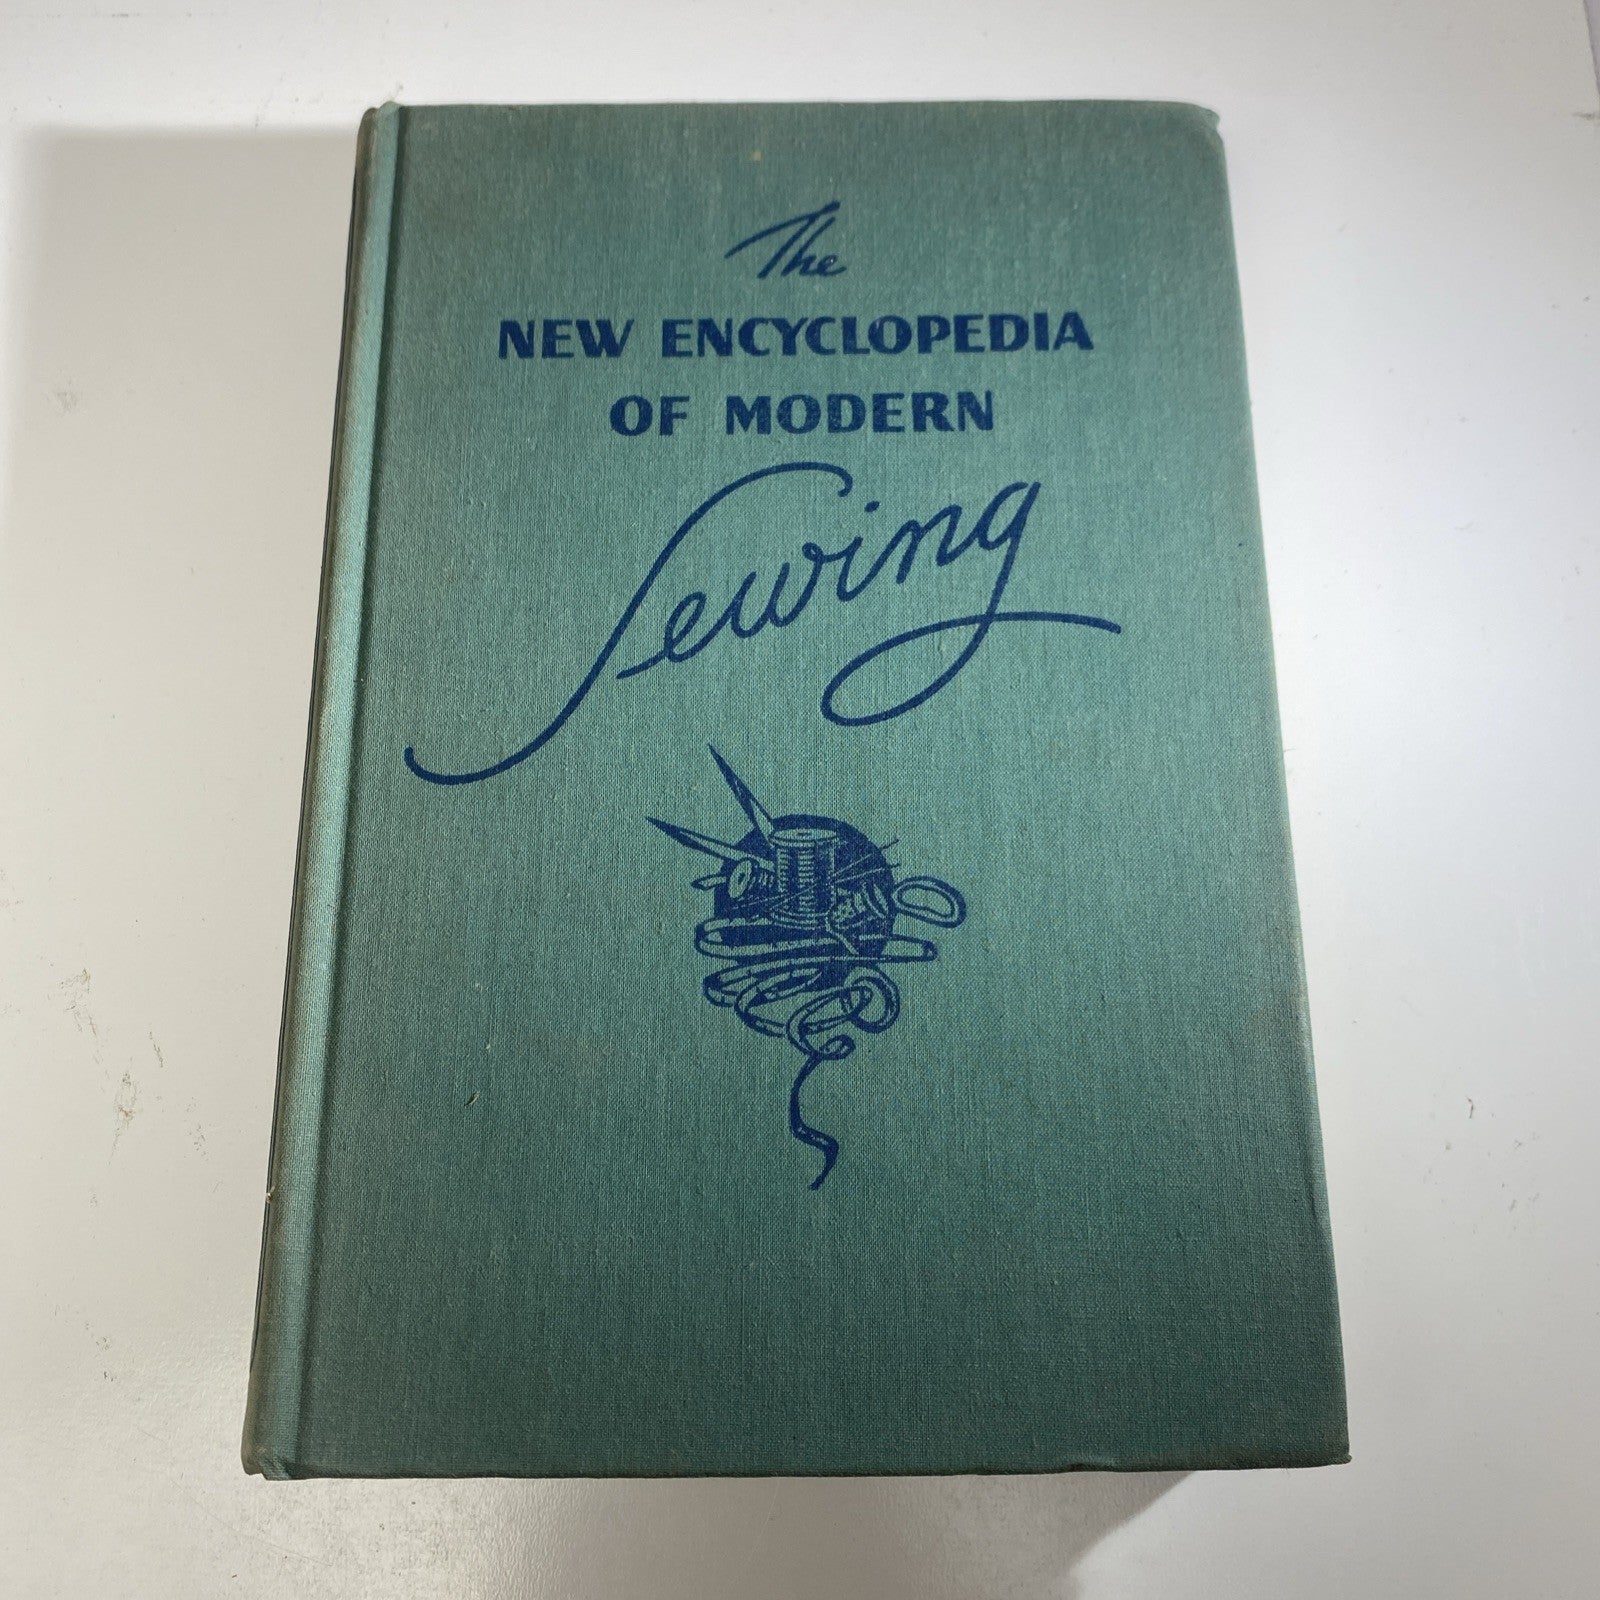 The
NEW ENCYCLOPEDIA
OF MODERN
Sewing